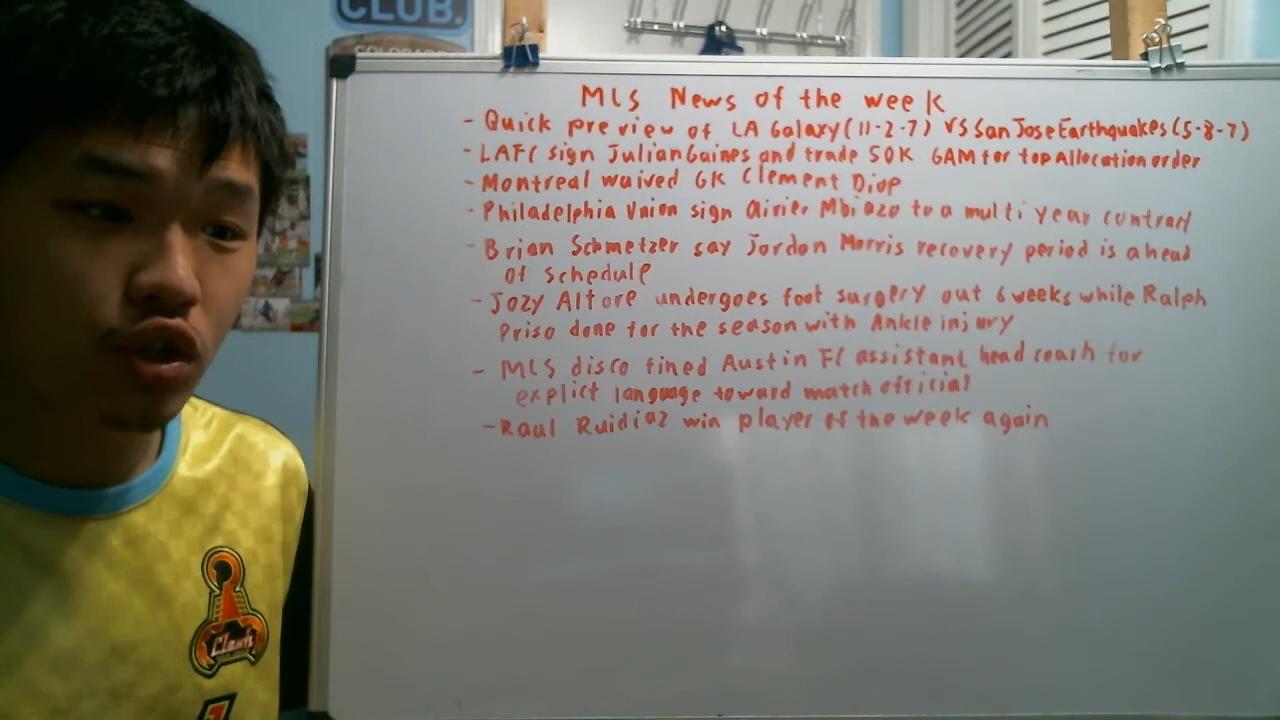 CLUB.
COLORADO
MLS News of the week
- Quick preview of LA Galaxy (11-2-7) vs San Jose Earthquakes (5-8-7)
- LAFC sign Julian Gaines and trade 50K GAM for top Allocation order
- Montreal waived GK Clement Diop
- Philadelphia Union sign Olivier Mbiazo to a multi year contract
- Brian Schmetzer say Jordon Morris recovery period is ahead
of schedule
- Jozy Altore undergoes foot surgery out 6 weeks while Ralph
Priso done for the season with Ankle injury
- MLS disco fined Austin FC assistant head coach for
explict language toward match official
- Raul Ruidiaz win player of the week again
Clawz